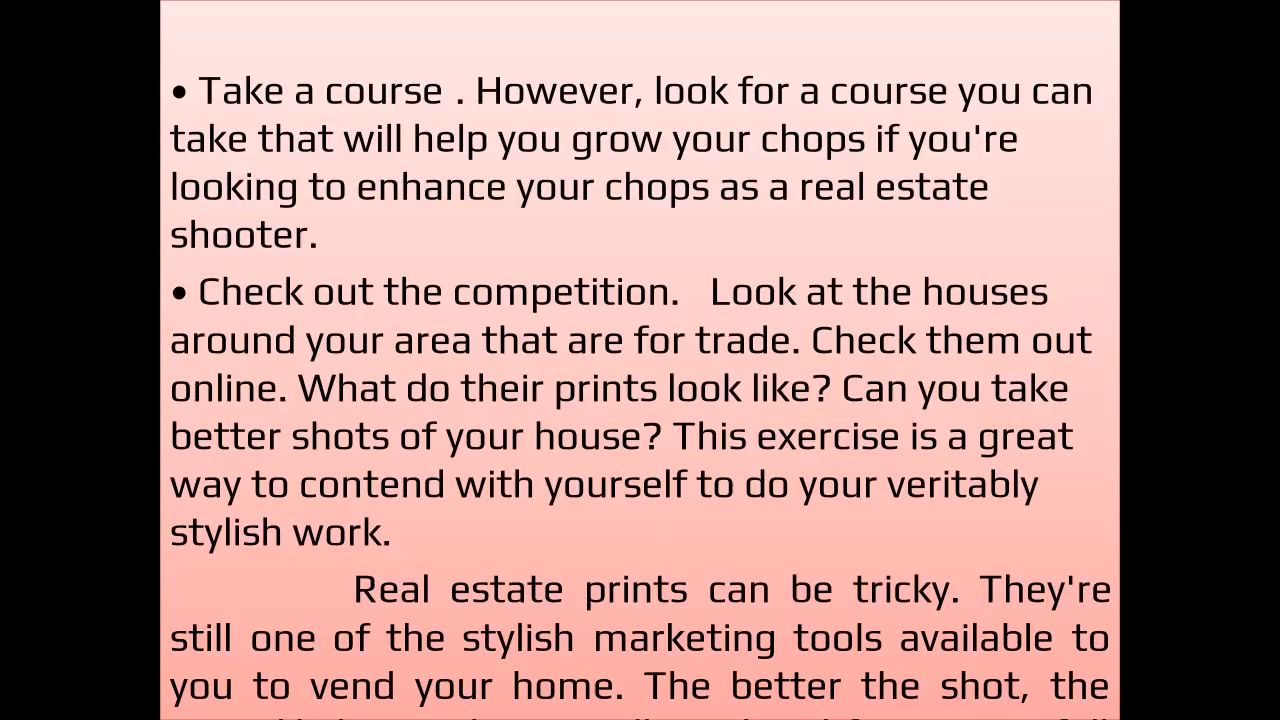 • Take a course . However, look for a course you can
take that will help you grow your chops if you're
looking to enhance your chops as a real estate
shooter.
• Check out the competition. Look at the houses
around your area that are for trade. Check them out
online. What do their prints look like? Can you take
better shots of your house? This exercise is a great
way to contend with yourself to do your veritably
stylish work.
Real estate prints can be tricky. They're
still one of the stylish marketing tools available to
you to vend your home. The better the shot, the